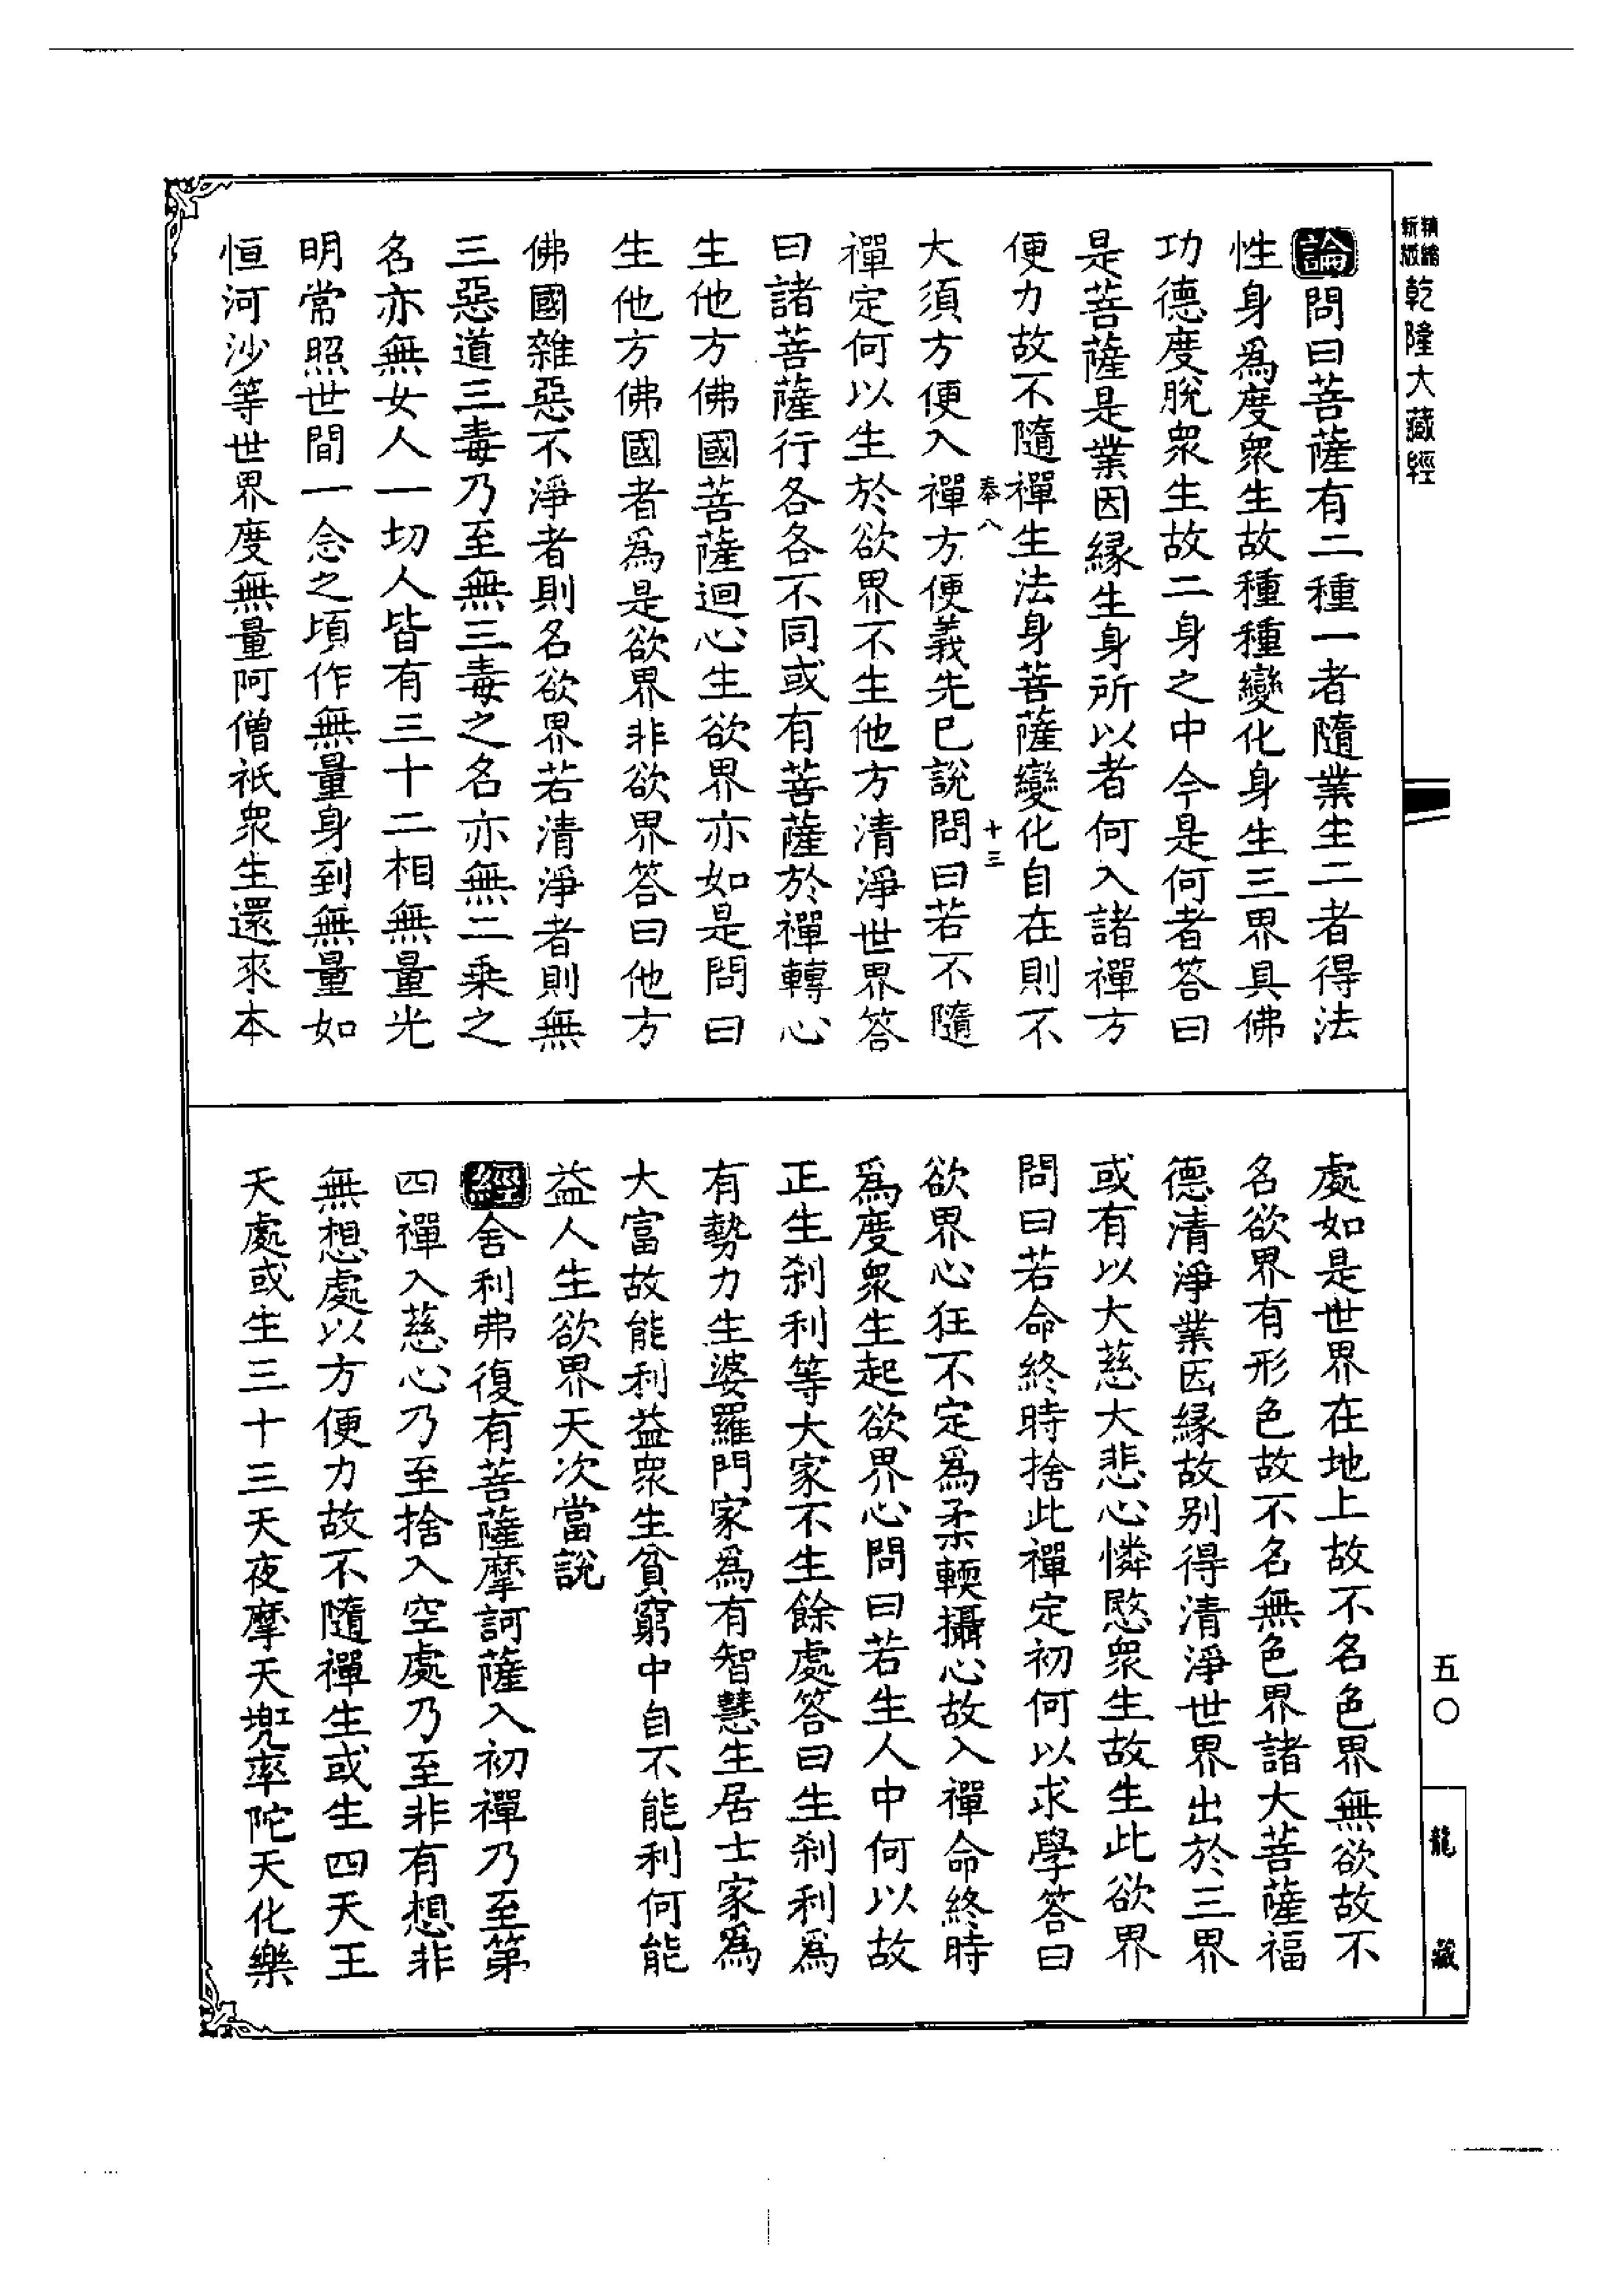 精縮
新版
乾隆大藏經
論問曰菩薩有二種一者隨業生二者得法
性身為度衆生故種種變化身生三界具佛
功德度脫衆生故二身之中今是何者答曰
是菩薩是業因緣生身所以者何入諸禪方
便力故不隨禪生法身菩薩變化自在則不
奉八
十三
大須方便入禪方便義先已說問曰若不隨
禪定何以生於欲界不生他方清淨世界答
曰諸菩薩行各各不同或有菩薩於禪轉心
生他方佛國菩薩迴心生欲界亦如是問曰
生他方佛國者為是欲界非欲界答曰他方
佛國雜惡不淨者則名欲界若清淨者則無
三惡道三毒乃至無三毒之名亦無二乘之
名亦無女人一切人皆有三十二相無量光
明常照世間一念之頃作無量身到無量如
恒河沙等世界度無量阿僧祇衆生還來本
處如是世界在地上故不名色界無欲故不
名欲界有形色故不名無色界諸大菩薩福
德清淨業因緣故別得清淨世界出於三界
或有以大慈大悲心憐愍衆生故生此欲界
問曰若命終時捨此禪定初何以求學答曰
欲界心狂不定為柔輭攝心故入禪命終時
為度衆生起欲界心問曰若生人中何以故
正生刹利等大家不生餘處答曰生刹利為
有勢力生婆羅門家為有智慧生居士家為
大富故能利益衆生貧窮中自不能利何能
益人生欲界天次當說
經舍利弗復有菩薩摩訶薩入初禪乃至第
四禪入慈心乃至捨入空處乃至非有想非
無想處以方便力故不隨禪生或生四天王
天處或生三十三天夜摩天兜率陀天化樂
五〇
龍藏